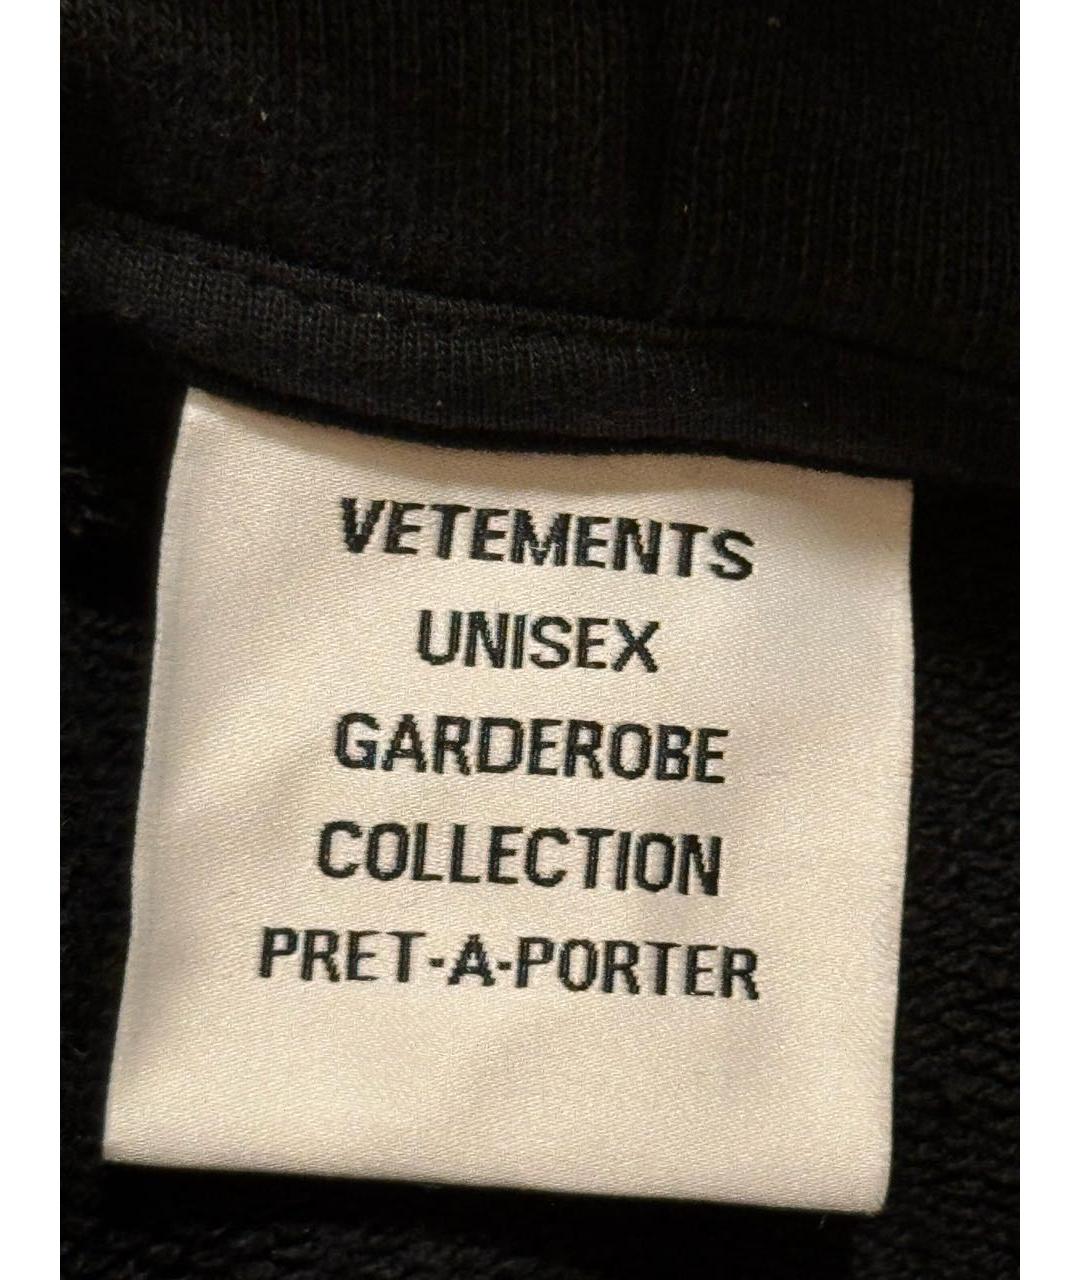 VETEMENTS
UNISEX
GARDEROBE
COLLECTION
PRET-A-PORTER